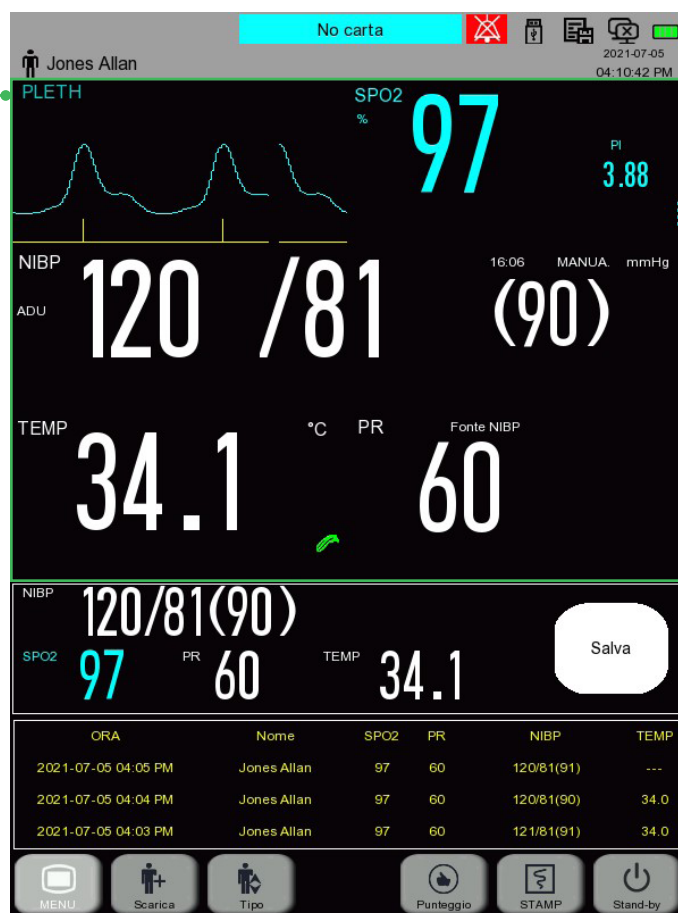 No carta
Jones Allan
2021-07-05
04:10:42 PM
PLETH
SPO2
%
97
PI
3.88
NIBP
ADU
120 /81
16:06 MANUA. mmHg
(90)
TEMP
34.1
°C
PR
Fonte NIBP
60
NIBP
120/81(90)
SPO2 97 PR 60 TEMP 34.1
Salva
ORA Nome SPO2 PR NIBP TEMP
2021-07-05 04:05 PM Jones Allan 97 60 120/81(91) ---
2021-07-05 04:04 PM Jones Allan 97 60 120/81(90) 34.0
2021-07-05 04:03 PM Jones Allan 97 60 121/81(91) 34.0
MENU Scarica Tipo Punteggio STAMP Stand-by